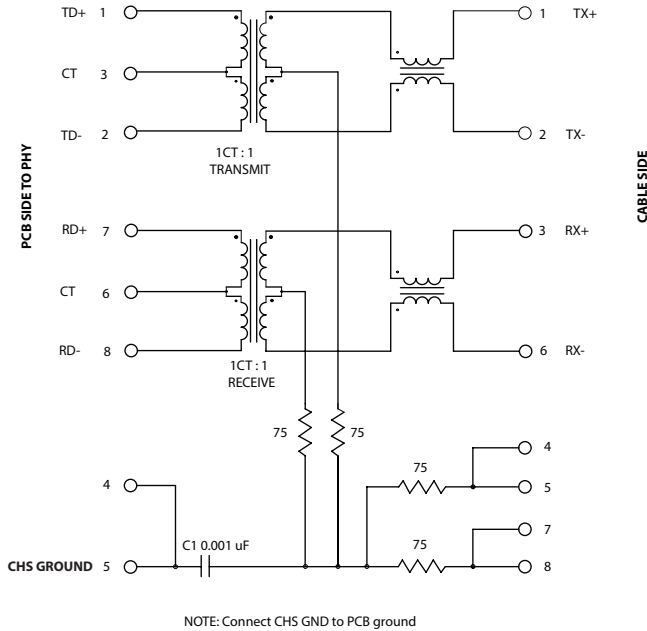 TD+ 1
1 TX+
CT 3
TD- 2
2 TX-
1CT : 1
TRANSMIT
PCB SIDE TO PHY
CABLE SIDE
RD+ 7
3 RX+
CT 6
RD- 8
6 RX-
1CT : 1
RECEIVE
75
75
4
75
4
5
7
C1 0.001 uF
75
CHS GROUND 5
8
NOTE: Connect CHS GND to PCB ground